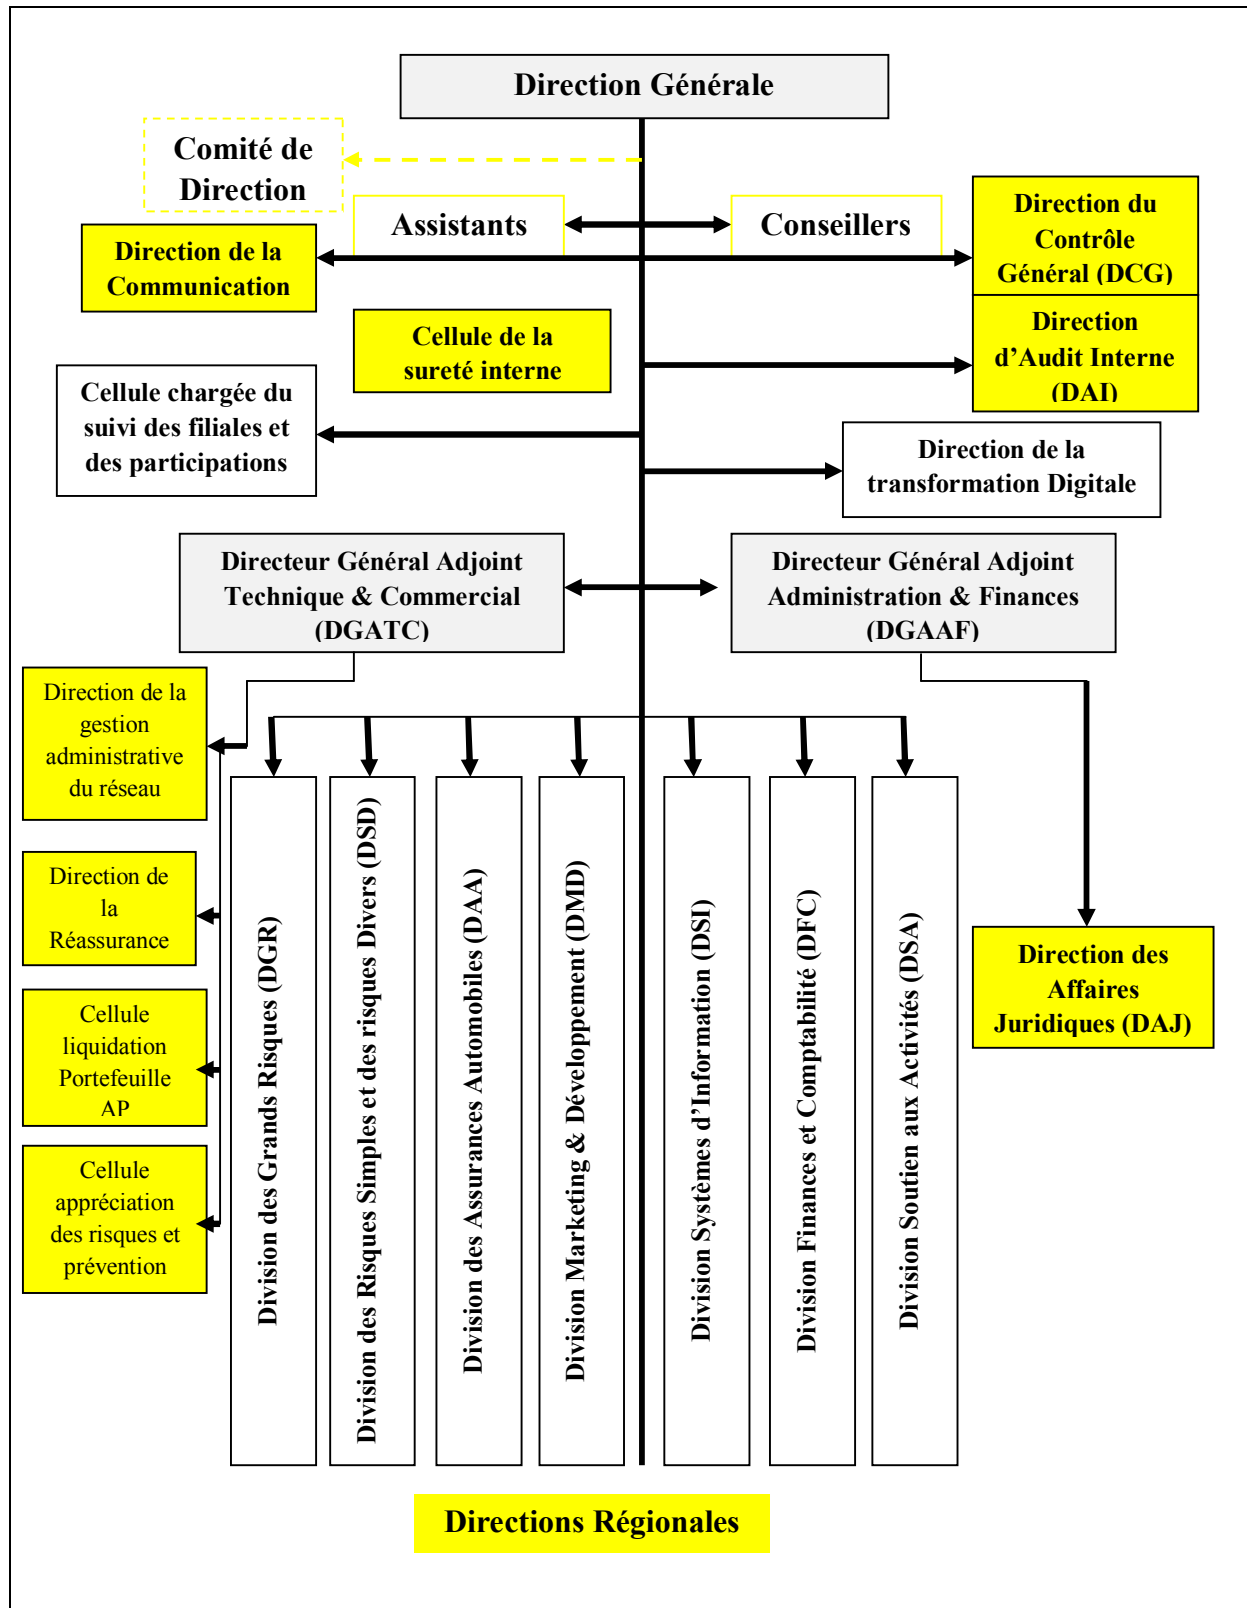 Direction Générale
Comité de
Direction
Assistants
Conseillers
Direction du
Contrôle
Général (DCG)
Direction de la
Communication
Cellule de la
sureté interne
Direction
d’Audit Interne
(DAI)
Cellule chargée du
suivi des filiales et
des participations
Direction de la
transformation Digitale
Directeur Général Adjoint
Technique & Commercial
(DGATC)
Directeur Général Adjoint
Administration & Finances
(DGAAF)
Direction de la
gestion
administrative
du réseau
Direction de
la
Réassurance
Cellule
liquidation
Portefeuille
AP
Cellule
appréciation
des risques et
prévention
Division des Grands Risques (DGR)
Division des Risques Simples et des risques Divers (DSD)
Division des Assurances Automobiles (DAA)
Division Marketing & Développement (DMD)
Division Systèmes d’Information (DSI)
Division Finances et Comptabilité (DFC)
Division Soutien aux Activités (DSA)
Direction des
Affaires
Juridiques (DAJ)
Directions Régionales